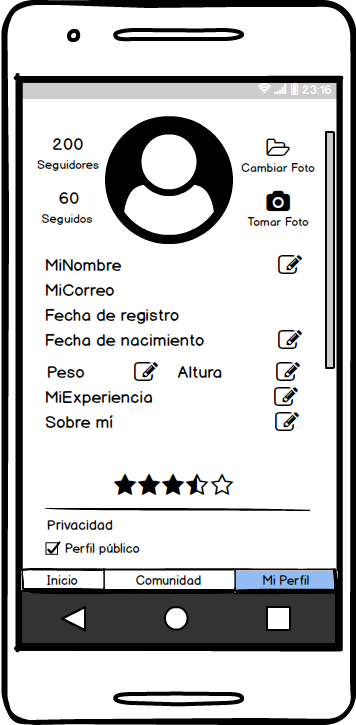 23:16
200
Seguidores
60
Seguidos
Cambiar Foto
Tomar Foto
MiNombre
MiCorreo
Fecha de registro
Fecha de nacimiento
Peso Altura
MiExperiencia
Sobre mí
Privacidad
Perfil público
Inicio Comunidad Mi Perfil